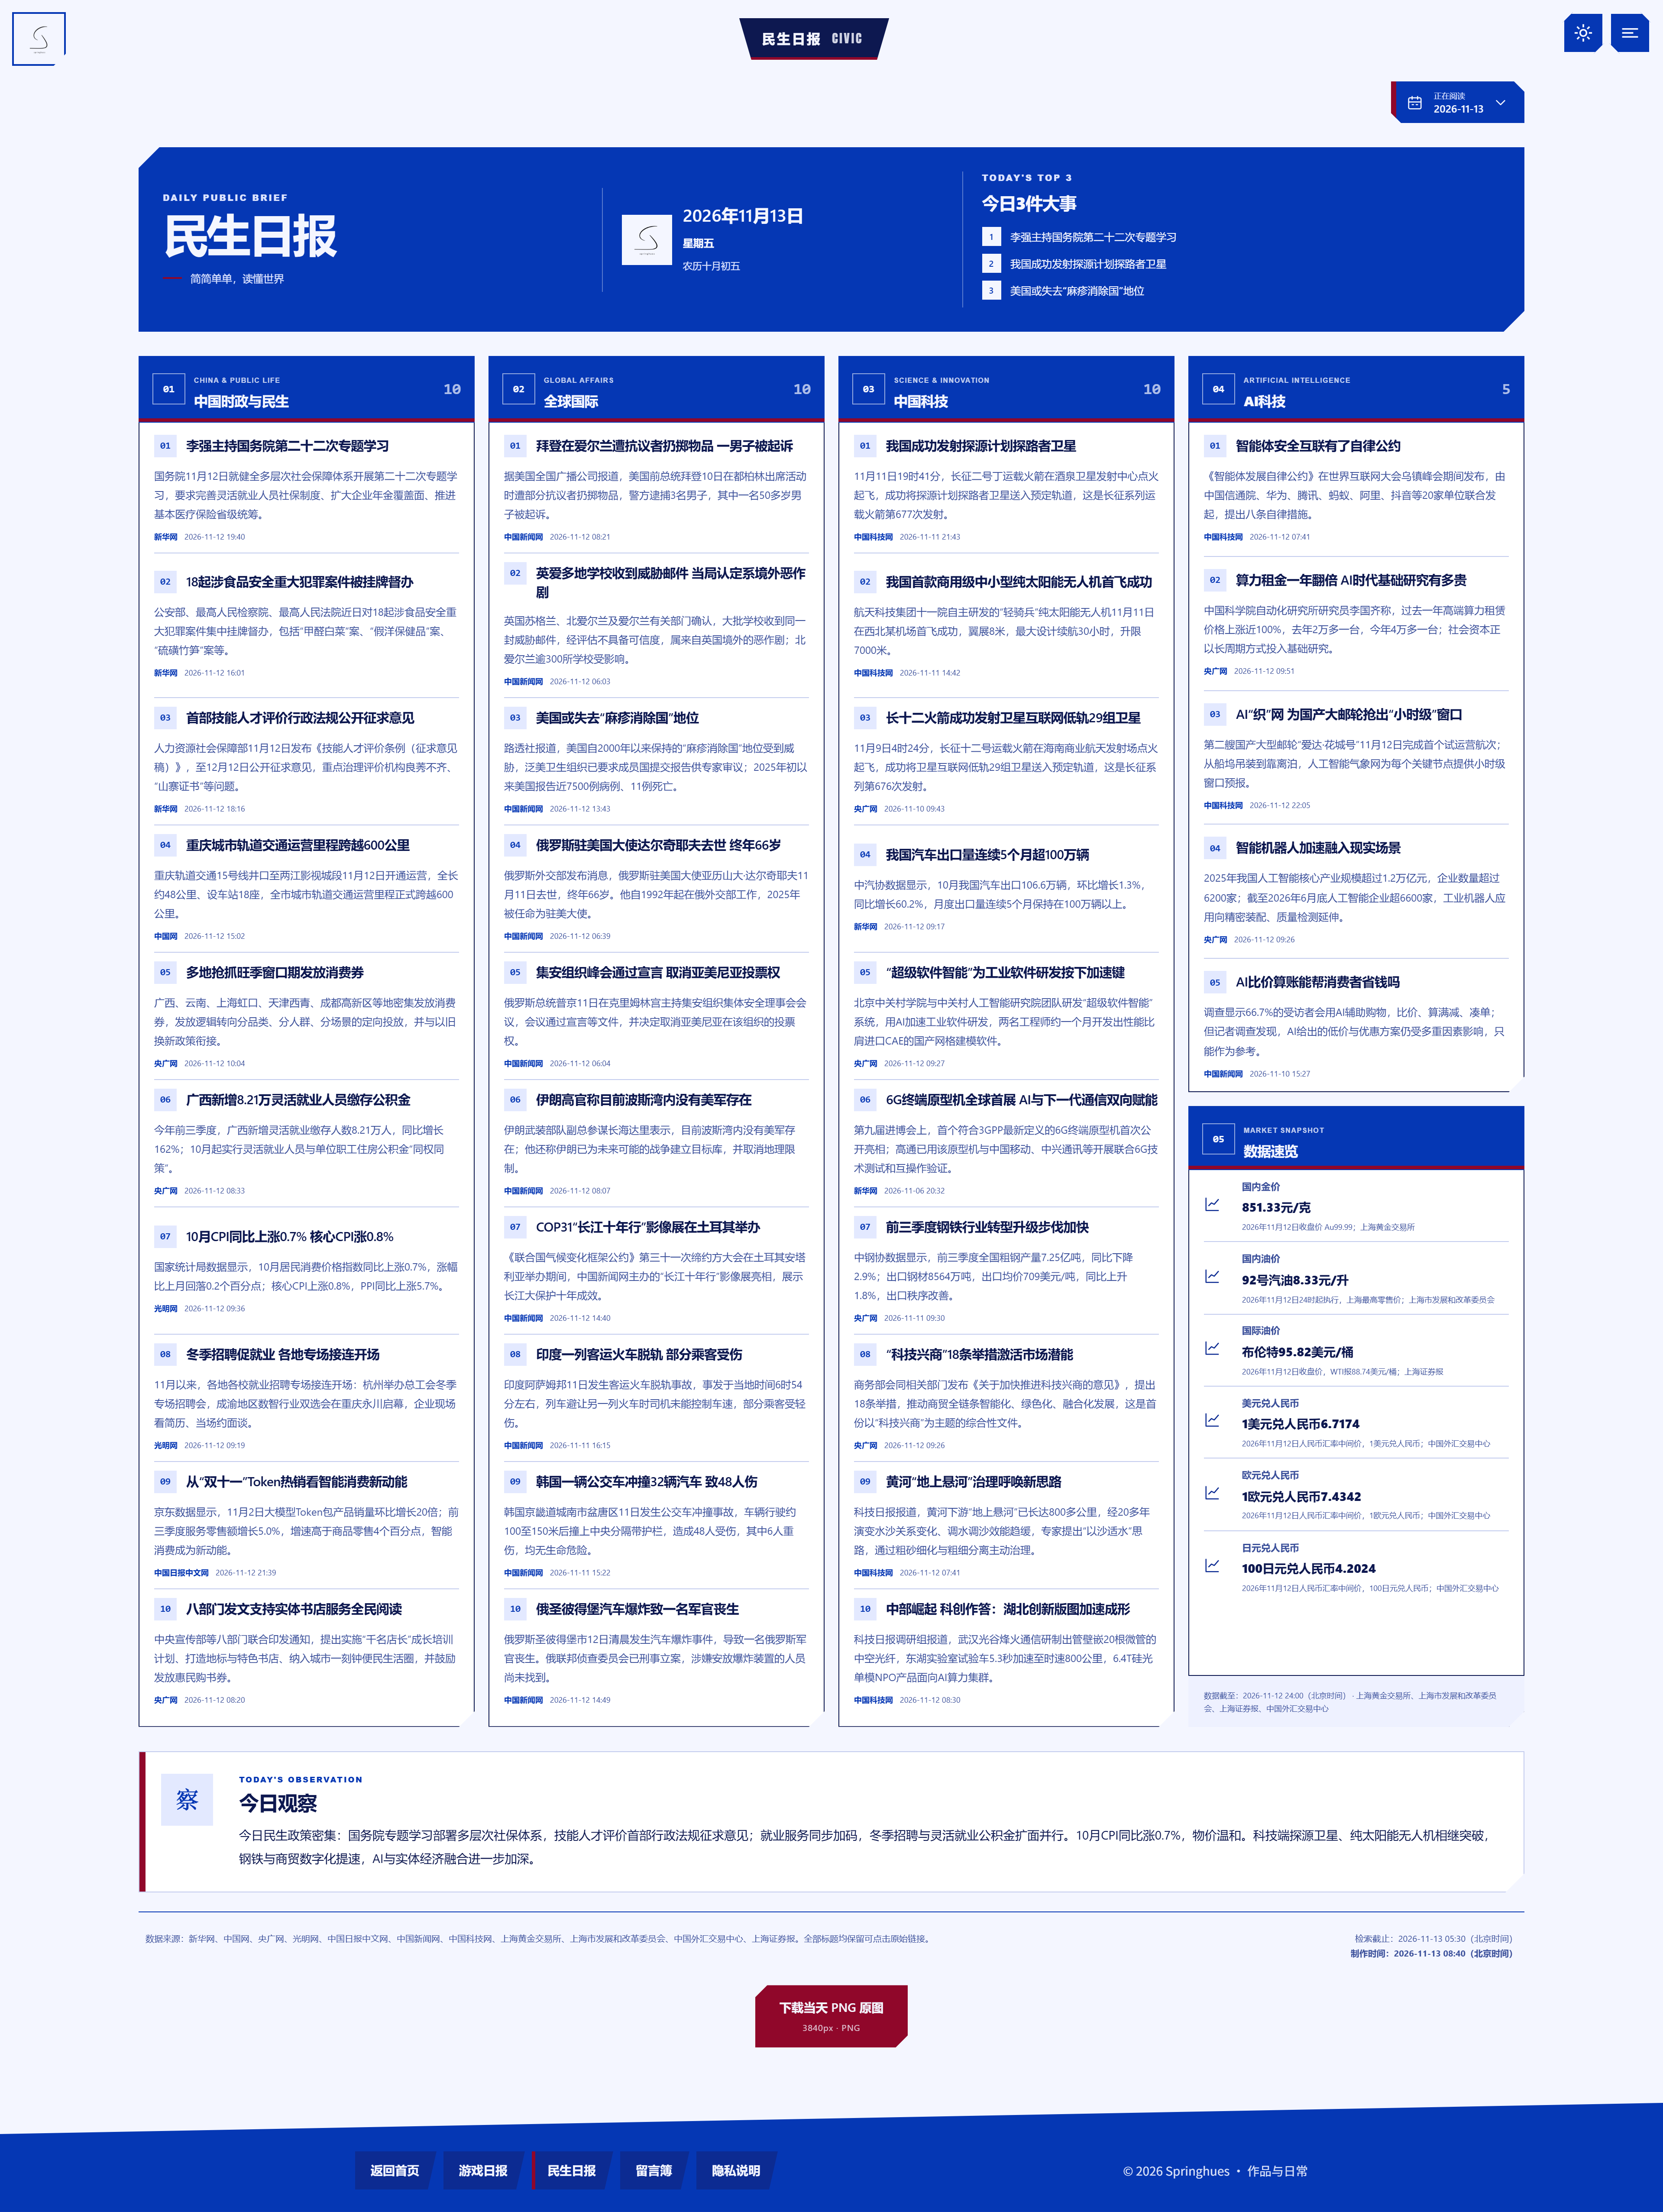 民生日报 CIVIC
正在阅读
2026-11-13
DAILY PUBLIC BRIEF
民生日报
简简单单，读懂世界
2026年11月13日
星期五
农历十月初五
TODAY'S TOP 3
今日3件大事
1 李强主持国务院第二十二次专题学习
2 我国成功发射探源计划探路者卫星
3 美国或失去“麻疹消除国”地位
01 CHINA & PUBLIC LIFE
中国时政与民生 10
01 李强主持国务院第二十二次专题学习
国务院11月12日就健全多层次社会保障体系开展第二十二次专题学
习，要求完善灵活就业人员社保制度、扩大企业年金覆盖面、推进
基本医疗保险省级统筹。
新华网 2026-11-12 19:40
02 18起涉食品安全重大犯罪案件被挂牌督办
公安部、最高人民检察院、最高人民法院近日对18起涉食品安全重
大犯罪案件集中挂牌督办，包括“甲醛白菜”案、“假洋保健品”案、
“硫磺竹笋”案等。
新华网 2026-11-12 16:01
03 首部技能人才评价行政法规公开征求意见
人力资源社会保障部11月12日发布《技能人才评价条例（征求意见
稿）》，至12月12日公开征求意见，重点治理评价机构良莠不齐、
“山寨证书”等问题。
新华网 2026-11-12 18:16
04 重庆城市轨道交通运营里程跨越600公里
重庆轨道交通15号线井口至两江影视城段11月12日开通运营，全长
约48公里、设车站18座，全市城市轨道交通运营里程正式跨越600
公里。
中国网 2026-11-12 15:02
05 多地抢抓旺季窗口期发放消费券
广西、云南、上海虹口、天津西青、成都高新区等地密集发放消费
券，发放逻辑转向分品类、分人群、分场景的定向投放，并与以旧
换新政策衔接。
央广网 2026-11-12 10:04
06 广西新增8.21万灵活就业人员缴存公积金
今年前三季度，广西新增灵活就业缴存人数8.21万人，同比增长
162%；10月起实行灵活就业人员与单位职工住房公积金“同权同
策”。
央广网 2026-11-12 08:33
07 10月CPI同比上涨0.7% 核心CPI涨0.8%
国家统计局数据显示，10月居民消费价格指数同比上涨0.7%，涨幅
比上月回落0.2个百分点；核心CPI上涨0.8%，PPI同比上涨5.7%。
光明网 2026-11-12 09:36
08 冬季招聘促就业 各地专场接连开场
11月以来，各地各校就业招聘专场接连开场：杭州举办总工会冬季
专场招聘会，成渝地区数智行业双选会在重庆永川启幕，企业现场
看简历、当场约面谈。
光明网 2026-11-12 09:19
09 从“双十一”Token热销看智能消费新动能
京东数据显示，11月2日大模型Token包产品销量环比增长20倍；前
三季度服务零售额增长5.0%，增速高于商品零售4个百分点，智能
消费成为新动能。
中国日报中文网 2026-11-12 21:39
10 八部门发文支持实体书店服务全民阅读
中央宣传部等八部门联合印发通知，提出实施“千名店长”成长培训
计划、打造地标与特色书店、纳入城市一刻钟便民生活圈，并鼓励
发放惠民购书券。
央广网 2026-11-12 08:20
02 GLOBAL AFFAIRS
全球国际 10
01 拜登在爱尔兰遭抗议者扔掷物品 一男子被起诉
据美国全国广播公司报道，美国前总统拜登10日在都柏林出席活动
时遭部分抗议者扔掷物品，警方逮捕3名男子，其中一名50多岁男
子被起诉。
中国新闻网 2026-11-12 08:21
02 英爱多地学校收到威胁邮件 当局认定系境外恶作
剧
英国苏格兰、北爱尔兰及爱尔兰有关部门确认，大批学校收到同一
封威胁邮件，经评估不具备可信度，属来自英国境外的恶作剧；北
爱尔兰逾300所学校受影响。
中国新闻网 2026-11-12 06:03
03 美国或失去“麻疹消除国”地位
路透社报道，美国自2000年以来保持的“麻疹消除国”地位受到威
胁，泛美卫生组织已要求成员国提交报告供专家审议；2025年初以
来美国报告近7500例病例、11例死亡。
中国新闻网 2026-11-12 13:43
04 俄罗斯驻美国大使达尔奇耶夫去世 终年66岁
俄罗斯外交部发布消息，俄罗斯驻美国大使亚历山大·达尔奇耶夫11
月11日去世，终年66岁。他自1992年起在俄外交部工作，2025年
被任命为驻美大使。
中国新闻网 2026-11-12 06:39
05 集安组织峰会通过宣言 取消亚美尼亚投票权
俄罗斯总统普京11日在克里姆林宫主持集安组织集体安全理事会会
议，会议通过宣言等文件，并决定取消亚美尼亚在该组织的投票
权。
中国新闻网 2026-11-12 06:04
06 伊朗高官称目前波斯湾内没有美军存在
伊朗武装部队副总参谋长海达里表示，目前波斯湾内没有美军存
在；他还称伊朗已为未来可能的战争建立目标库，并取消地理限
制。
中国新闻网 2026-11-12 08:07
07 COP31“长江十年行”影像展在土耳其举办
《联合国气候变化框架公约》第三十一次缔约方大会在土耳其安塔
利亚举办期间，中国新闻网主办的“长江十年行”影像展亮相，展示
长江大保护十年成效。
中国新闻网 2026-11-12 14:40
08 印度一列客运火车脱轨 部分乘客受伤
印度阿萨姆邦11日发生客运火车脱轨事故，事发于当地时间6时54
分左右，列车避让另一列火车时司机未能控制车速，部分乘客受轻
伤。
中国新闻网 2026-11-11 16:15
09 韩国一辆公交车冲撞32辆汽车 致48人伤
韩国京畿道城南市盆唐区11日发生公交车冲撞事故，车辆行驶约
100至150米后撞上中央分隔带护栏，造成48人受伤，其中6人重
伤，均无生命危险。
中国新闻网 2026-11-11 15:22
10 俄圣彼得堡汽车爆炸致一名军官丧生
俄罗斯圣彼得堡市12日清晨发生汽车爆炸事件，导致一名俄罗斯军
官丧生。俄联邦侦查委员会已刑事立案，涉嫌安放爆炸装置的人员
尚未找到。
中国新闻网 2026-11-12 14:49
03 SCIENCE & INNOVATION
中国科技 10
01 我国成功发射探源计划探路者卫星
11月11日19时41分，长征二号丁运载火箭在酒泉卫星发射中心点火
起飞，成功将探源计划探路者卫星送入预定轨道，这是长征系列运
载火箭第677次发射。
中国科技网 2026-11-11 21:43
02 我国首款商用级中小型纯太阳能无人机首飞成功
航天科技集团十一院自主研发的“轻骑兵”纯太阳能无人机11月11日
在西北某机场首飞成功，翼展8米，最大设计续航30小时，升限
7000米。
中国科技网 2026-11-11 14:42
03 长十二火箭成功发射卫星互联网低轨29组卫星
11月9日4时24分，长征十二号运载火箭在海南商业航天发射场点火
起飞，成功将卫星互联网低轨29组卫星送入预定轨道，这是长征系
列第676次发射。
央广网 2026-11-10 09:43
04 我国汽车出口量连续5个月超100万辆
中汽协数据显示，10月我国汽车出口106.6万辆，环比增长1.3%，
同比增长60.2%，月度出口量连续5个月保持在100万辆以上。
新华网 2026-11-12 09:17
05 “超级软件智能”为工业软件研发按下加速键
北京中关村学院与中关村人工智能研究院团队研发“超级软件智能”
系统，用AI加速工业软件研发，两名工程师约一个月开发出性能比
肩进口CAE的国产网格建模软件。
央广网 2026-11-12 09:27
06 6G终端原型机全球首展 AI与下一代通信双向赋能
第九届进博会上，首个符合3GPP最新定义的6G终端原型机首次公
开亮相；高通已用该原型机与中国移动、中兴通讯等开展联合6G技
术测试和互操作验证。
新华网 2026-11-06 20:32
07 前三季度钢铁行业转型升级步伐加快
中钢协数据显示，前三季度全国粗钢产量7.25亿吨，同比下降
2.9%；出口钢材8564万吨，出口均价709美元/吨，同比上升
1.8%，出口秩序改善。
央广网 2026-11-11 09:30
08 “科技兴商”18条举措激活市场潜能
商务部会同相关部门发布《关于加快推进科技兴商的意见》，提出
18条举措，推动商贸全链条智能化、绿色化、融合化发展，这是首
份以“科技兴商”为主题的综合性文件。
央广网 2026-11-12 09:26
09 黄河“地上悬河”治理呼唤新思路
科技日报报道，黄河下游“地上悬河”已长达800多公里，经20多年
演变水沙关系变化、调水调沙效能趋缓，专家提出“以沙适水”思
路，通过粗砂细化与粗细分离主动治理。
中国科技网 2026-11-12 07:41
10 中部崛起 科创作答：湖北创新版图加速成形
科技日报调研组报道，武汉光谷烽火通信研制出管壁嵌20根微管的
中空光纤，东湖实验室试验车5.3秒加速至时速800公里，6.4T硅光
单模NPO产品面向AI算力集群。
中国科技网 2026-11-12 08:30
04 ARTIFICIAL INTELLIGENCE
AI科技 5
01 智能体安全互联有了自律公约
《智能体发展自律公约》在世界互联网大会乌镇峰会期间发布，由
中国信通院、华为、腾讯、蚂蚁、阿里、抖音等20家单位联合发
起，提出八条自律措施。
中国科技网 2026-11-12 07:41
02 算力租金一年翻倍 AI时代基础研究有多贵
中国科学院自动化研究所研究员李国齐称，过去一年高端算力租赁
价格上涨近100%，去年2万多一台，今年4万多一台；社会资本正
以长周期方式投入基础研究。
央广网 2026-11-12 09:51
03 AI“织”网 为国产大邮轮抢出“小时级”窗口
第二艘国产大型邮轮“爱达·花城号”11月12日完成首个试运营航次；
从船坞吊装到靠离泊，人工智能气象网为每个关键节点提供小时级
窗口预报。
中国科技网 2026-11-12 22:05
04 智能机器人加速融入现实场景
2025年我国人工智能核心产业规模超过1.2万亿元，企业数量超过
6200家；截至2026年6月底人工智能企业超6600家，工业机器人应
用向精密装配、质量检测延伸。
央广网 2026-11-12 09:26
05 AI比价算账能帮消费者省钱吗
调查显示66.7%的受访者会用AI辅助购物，比价、算满减、凑单；
但记者调查发现，AI给出的低价与优惠方案仍受多重因素影响，只
能作为参考。
中国新闻网 2026-11-10 15:27
05 MARKET SNAPSHOT
数据速览
国内金价
851.33元/克
2026年11月12日收盘价 Au99.99；上海黄金交易所
国内油价
92号汽油8.33元/升
2026年11月12日24时起执行，上海最高零售价；上海市发展和改革委员会
国际油价
布伦特95.82美元/桶
2026年11月12日收盘价，WTI报88.74美元/桶；上海证券报
美元兑人民币
1美元兑人民币6.7174
2026年11月12日人民币汇率中间价，1美元兑人民币；中国外汇交易中心
欧元兑人民币
1欧元兑人民币7.4342
2026年11月12日人民币汇率中间价，1欧元兑人民币；中国外汇交易中心
日元兑人民币
100日元兑人民币4.2024
2026年11月12日人民币汇率中间价，100日元兑人民币；中国外汇交易中心
数据截至：2026-11-12 24:00（北京时间） · 上海黄金交易所、上海市发展和改革委员
会、上海证券报、中国外汇交易中心
察
TODAY'S OBSERVATION
今日观察
今日民生政策密集：国务院专题学习部署多层次社保体系，技能人才评价首部行政法规征求意见；就业服务同步加码，冬季招聘与灵活就业公积金扩面并行。10月CPI同比涨0.7%，物价温和。科技端探源卫星、纯太阳能无人机相继突破，
钢铁与商贸数字化提速，AI与实体经济融合进一步加深。
数据来源：新华网、中国网、央广网、光明网、中国日报中文网、中国新闻网、中国科技网、上海黄金交易所、上海市发展和改革委员会、中国外汇交易中心、上海证券报。全部标题均保留可点击原始链接。
检索截止：2026-11-13 05:30（北京时间）
制作时间：2026-11-13 08:40（北京时间）
下载当天 PNG 原图
3840px · PNG
返回首页 游戏日报 民生日报 留言簿 隐私说明
© 2026 Springhues · 作品与日常